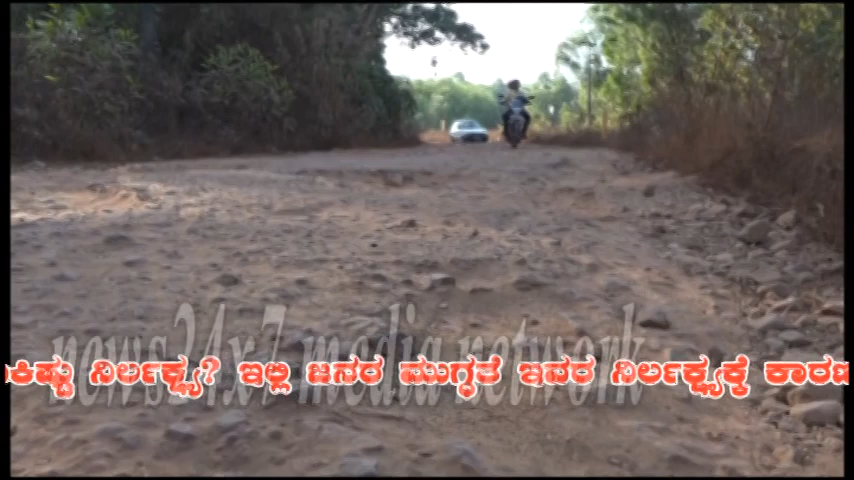 news24x7 media network
ನಿರ್ಲಕ್ಷ್ಯ? ಇಲ್ಲಿ ಜನರ ಮುಗ್ಧತೆ ಇವರ ನಿರ್ಲಕ್ಷ್ಯಕ್ಕೆ